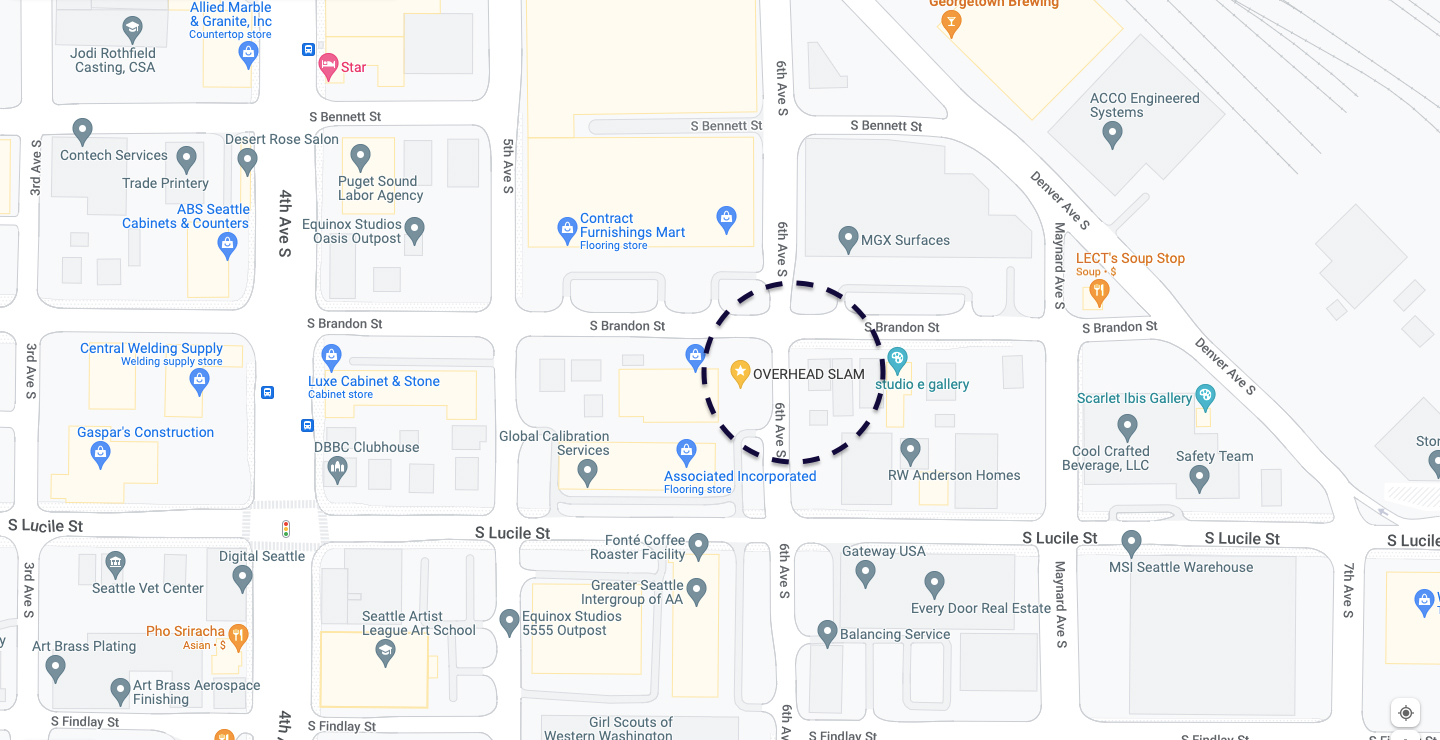 Georgetown Brewing
Allied Marble
& Granite, Inc
Countertop store
Jodi Rothfield
Casting, CSA
Star
6th Ave S
ACCO Engineered
Systems
S Bennett St
S Bennett St
S Bennett St
Desert Rose Salon
Contech Services
3rd Ave S
Trade Printery
5th Ave S
Puget Sound
Labor Agency
Denver Ave S
ABS Seattle
Cabinets & Counters
4th Ave S
Equinox Studios
Oasis Outpost
Contract
Furnishings Mart
Flooring store
6th Ave S
MGX Surfaces
Maynard Ave S
LECT's Soup Stop
Soup • $
S Brandon St
S Brandon St
S Brandon St
S Brandon St
Central Welding Supply
Welding supply store
3rd Ave S
Luxe Cabinet & Stone
Cabinet store
OVERHEAD SLAM
studio e gallery
Denver Ave S
Scarlet Ibis Gallery
6th Ave S
Gaspar's Construction
DBBC Clubhouse
Global Calibration
Services
Associated Incorporated
Flooring store
RW Anderson Homes
Cool Crafted
Beverage, LLC
Safety Team
S Lucile St
S Lucile St
S Lucile St
S Lucile St
S Lucile
Fonté Coffee
Roaster Facility
Digital Seattle
3rd Ave S
Seattle Vet Center
Greater Seattle
Intergroup of AA
6th Ave S
Gateway USA
Every Door Real Estate
Maynard Ave S
MSI Seattle Warehouse
7th Ave S
Seattle Artist
League Art School
Equinox Studios
5555 Outpost
Balancing Service
Pho Sriracha
Asian • $
Art Brass Plating
Art Brass Aerospace
Finishing
S Findlay St
4th A
S Findlay St
Girl Scouts of
Western Washington
6th Ave S
S Findlay St
S Findlay St